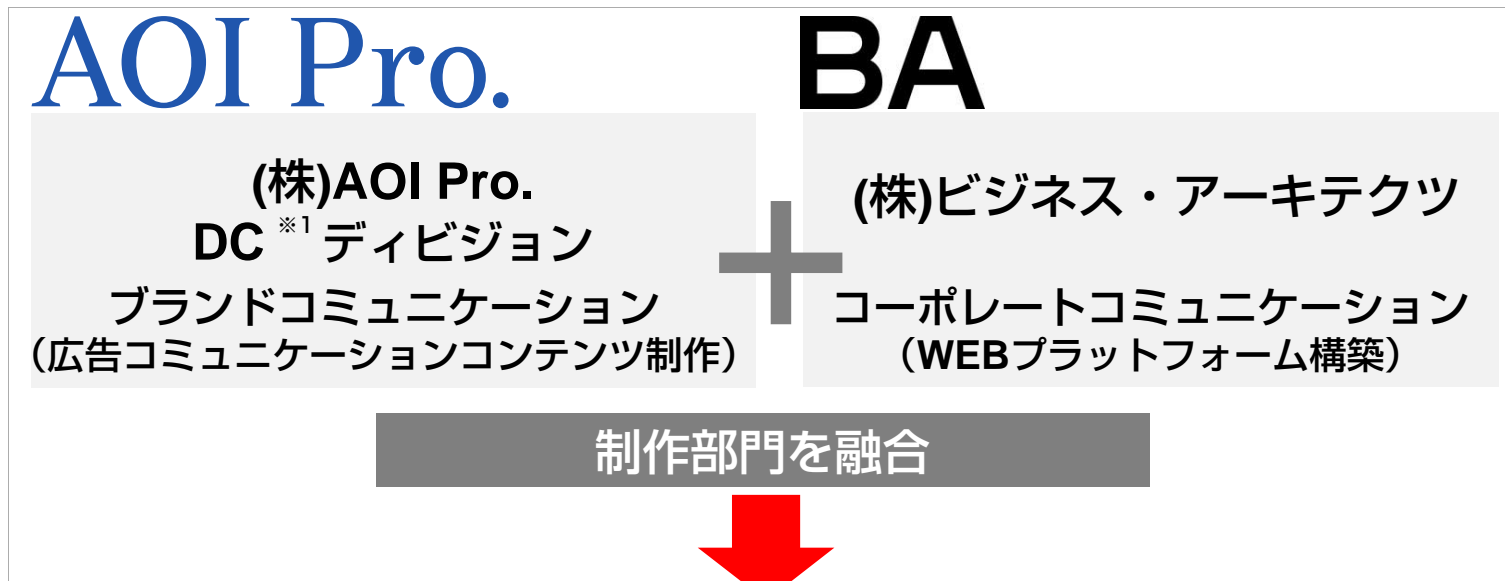 AOI Pro.
(株)AOI Pro.
DC ※1 ディビジョン
ブランドコミュニケーション
（広告コミュニケーションコンテンツ制作）
BA
(株)ビジネス・アーキテクツ
コーポレートコミュニケーション
（WEBプラットフォーム構築）
制作部門を融合